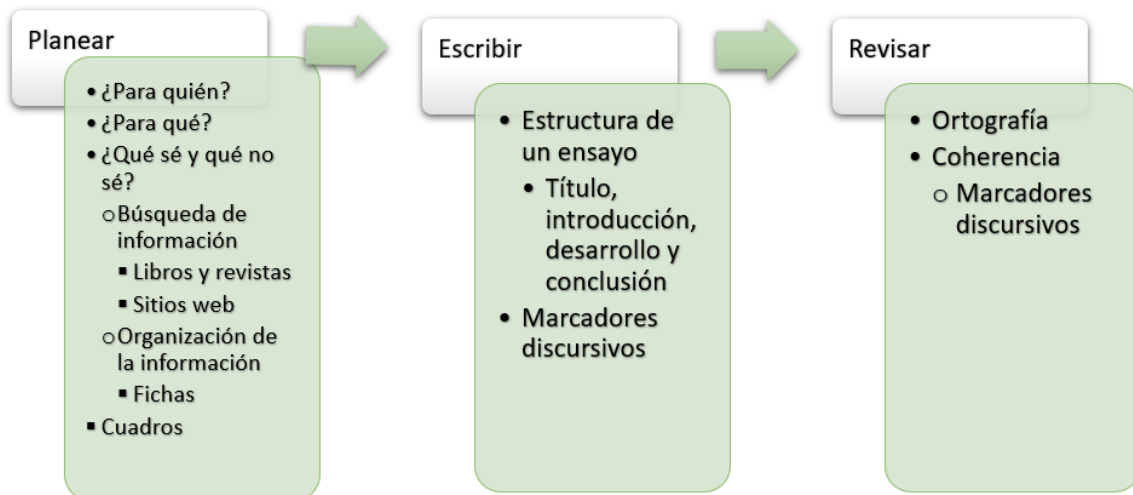 Planear
• ¿Para quién?
• ¿Para qué?
• ¿Qué sé y qué no
sé?
o Búsqueda de
información
▪ Libros y revistas
▪ Sitios web
o Organización de
la información
▪ Fichas
▪ Cuadros
Escribir
• Estructura de
un ensayo
• Título,
introducción,
desarrollo y
conclusión
• Marcadores
discursivos
Revisar
• Ortografía
• Coherencia
o Marcadores
discursivos